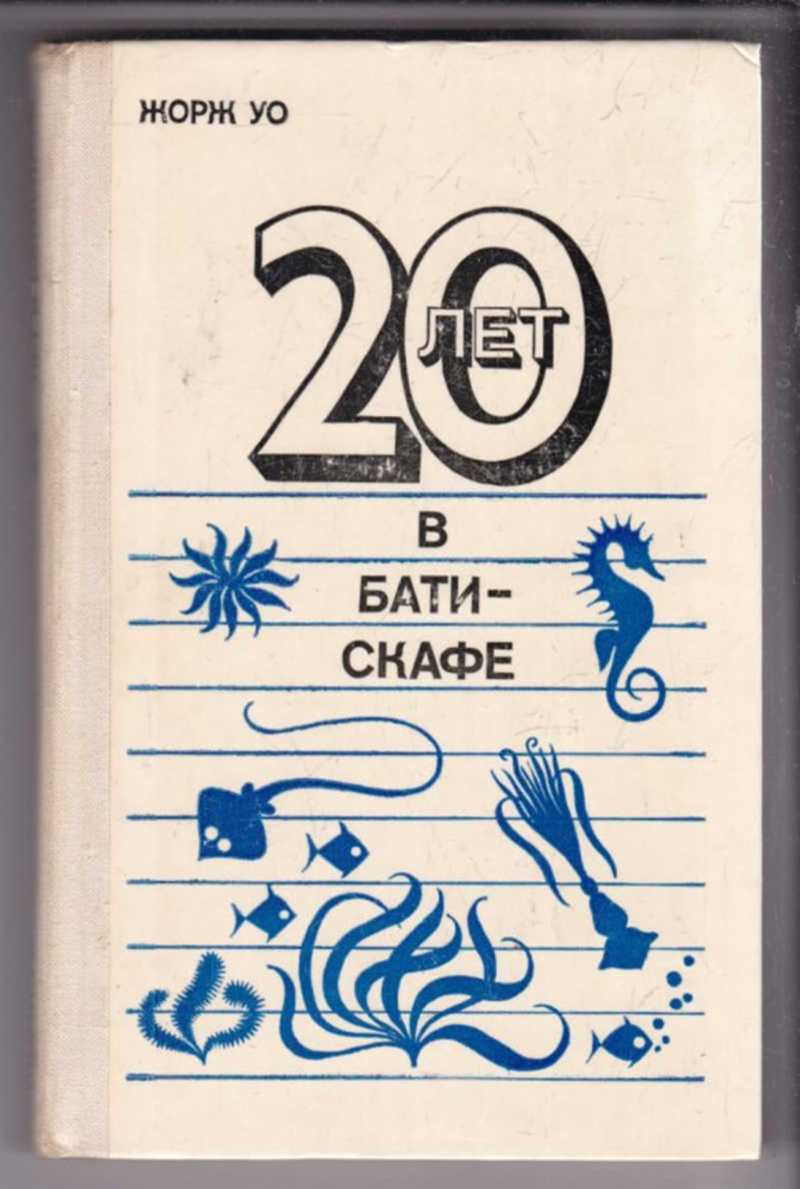 ЖОРЖ УО
20
ЛЕТ
В
БАТИ-
СКАФЕ